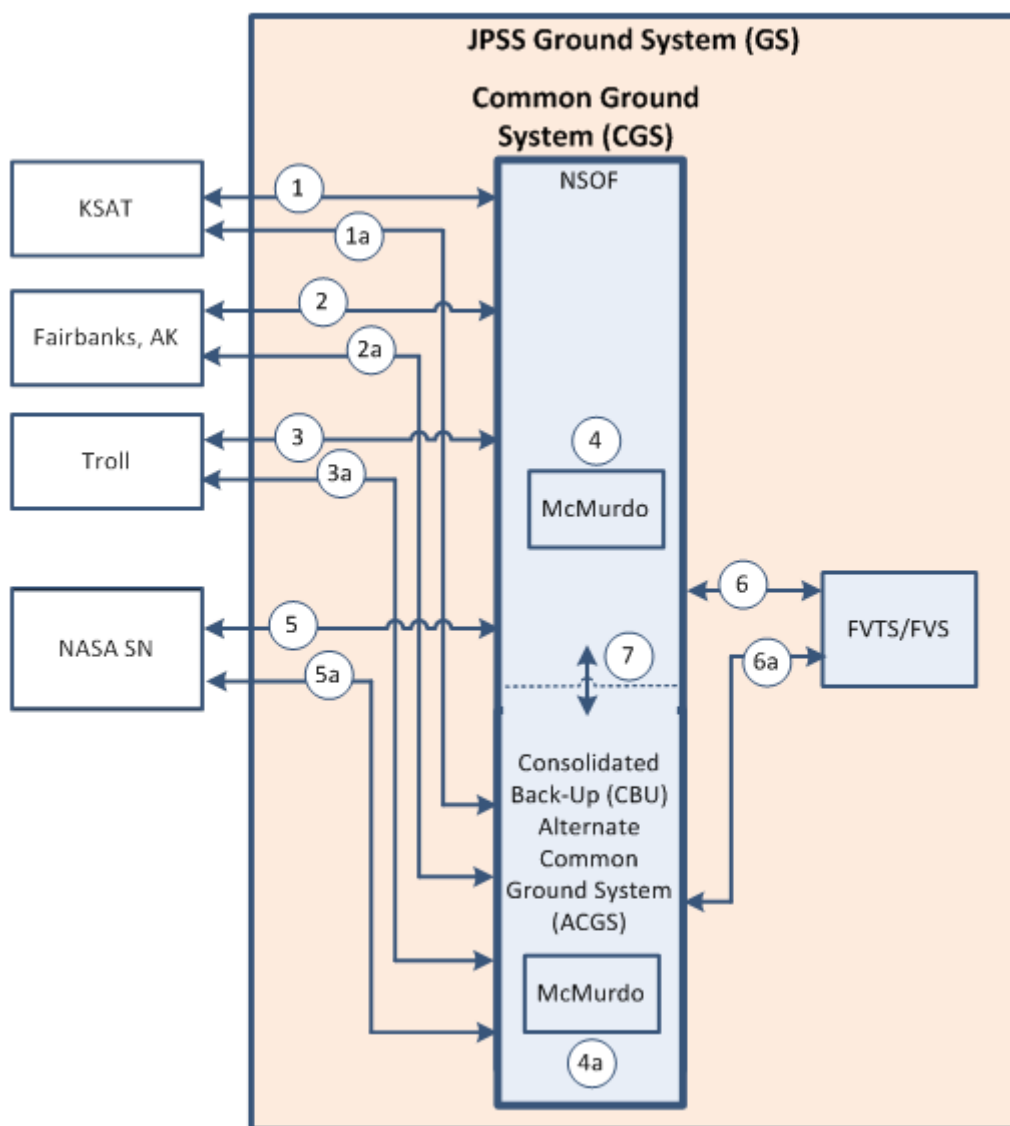 JPSS Ground System (GS)
Common Ground
System (CGS)
KSAT
1
1a
NSOF
Fairbanks, AK
2
2a
Troll
3
3a
4
McMurdo
NASA SN
5
5a
6
6a
FVTS/FVS
7
Consolidated
Back-Up (CBU)
Alternate
Common
Ground System
(ACGS)
McMurdo
4a